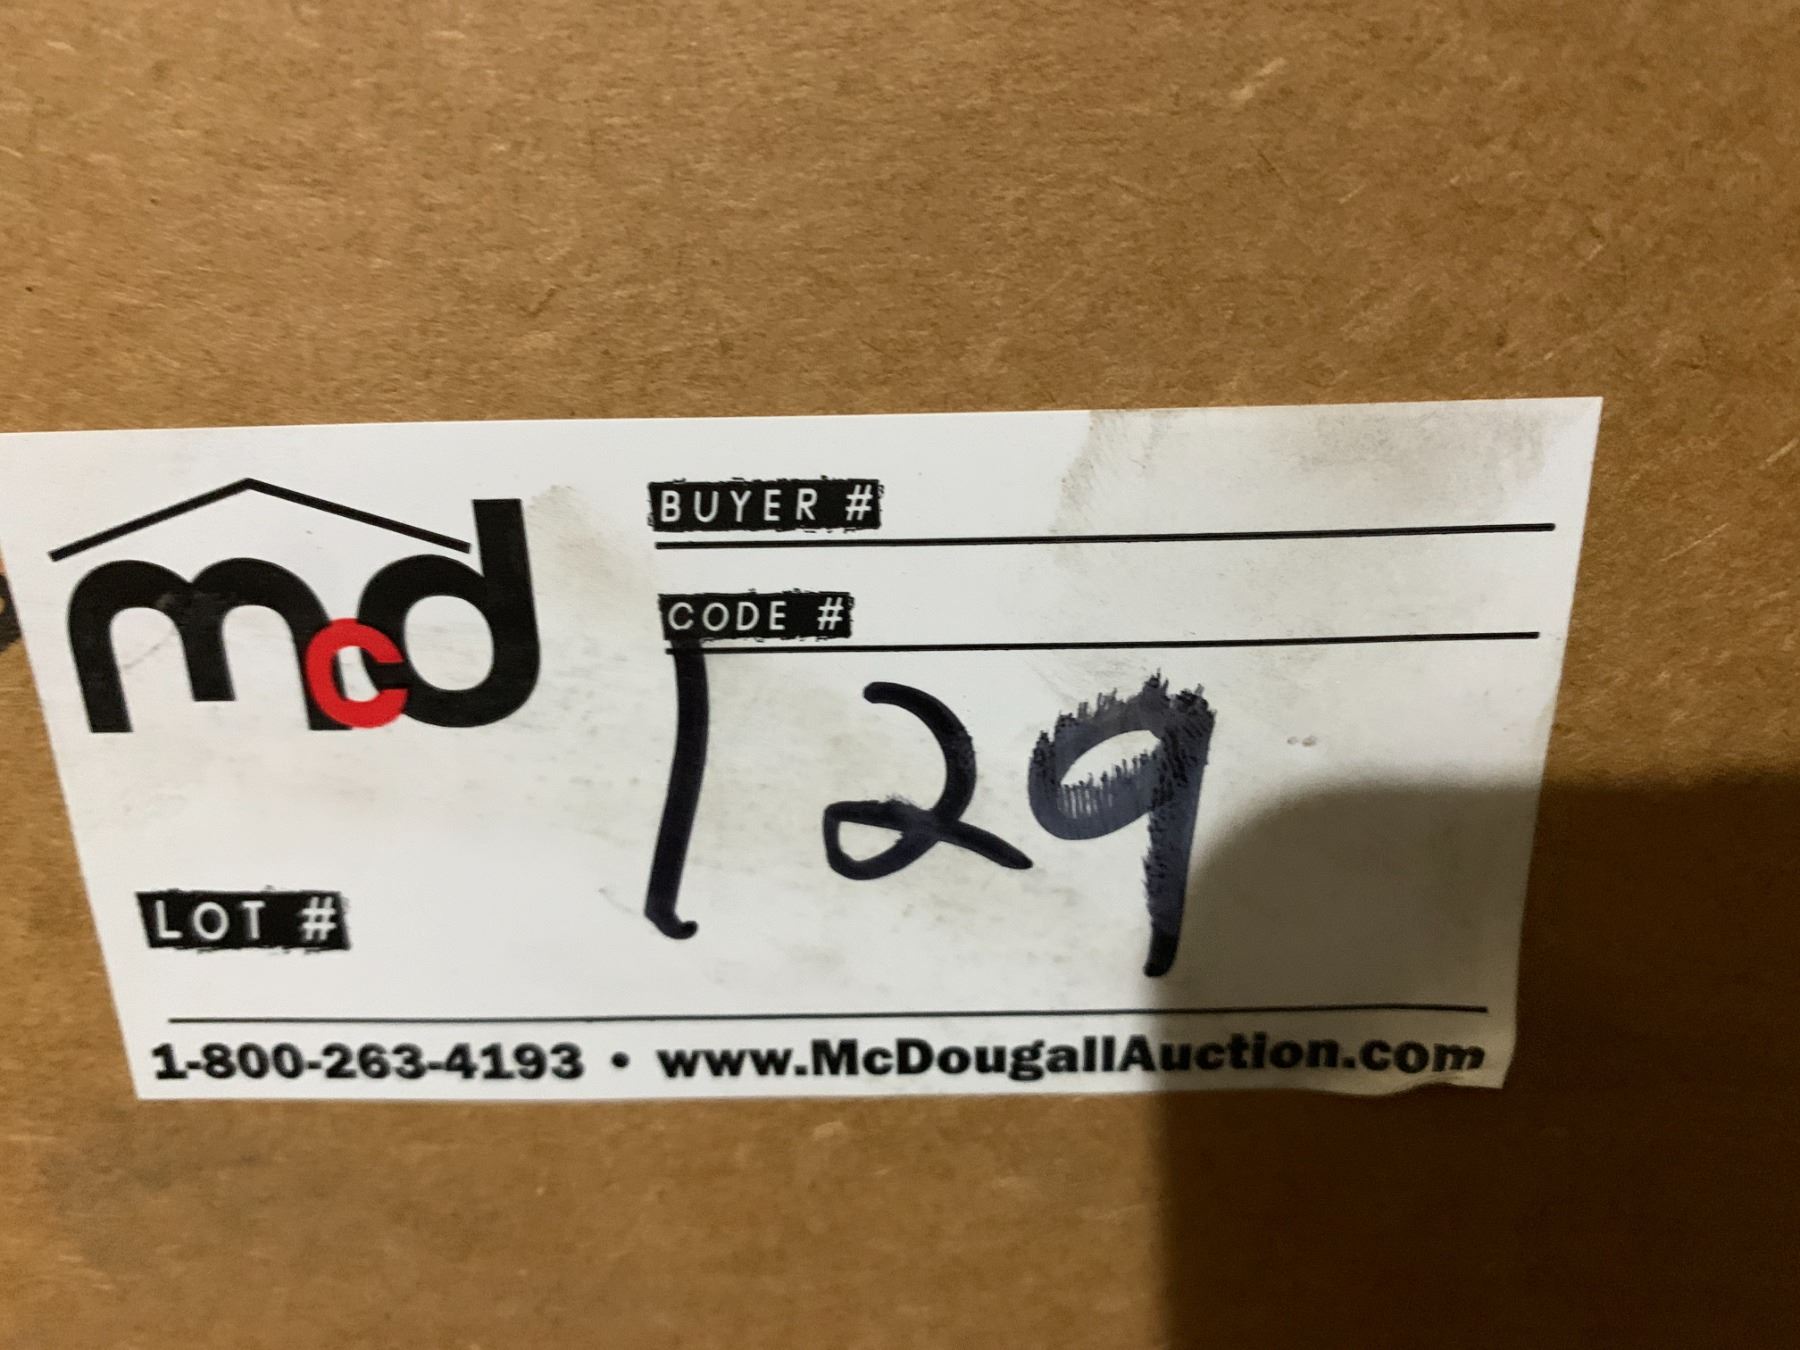 mcd
BUYER #
CODE #
LOT # 129
1-800-263-4193 • www.McDougallAuction.com